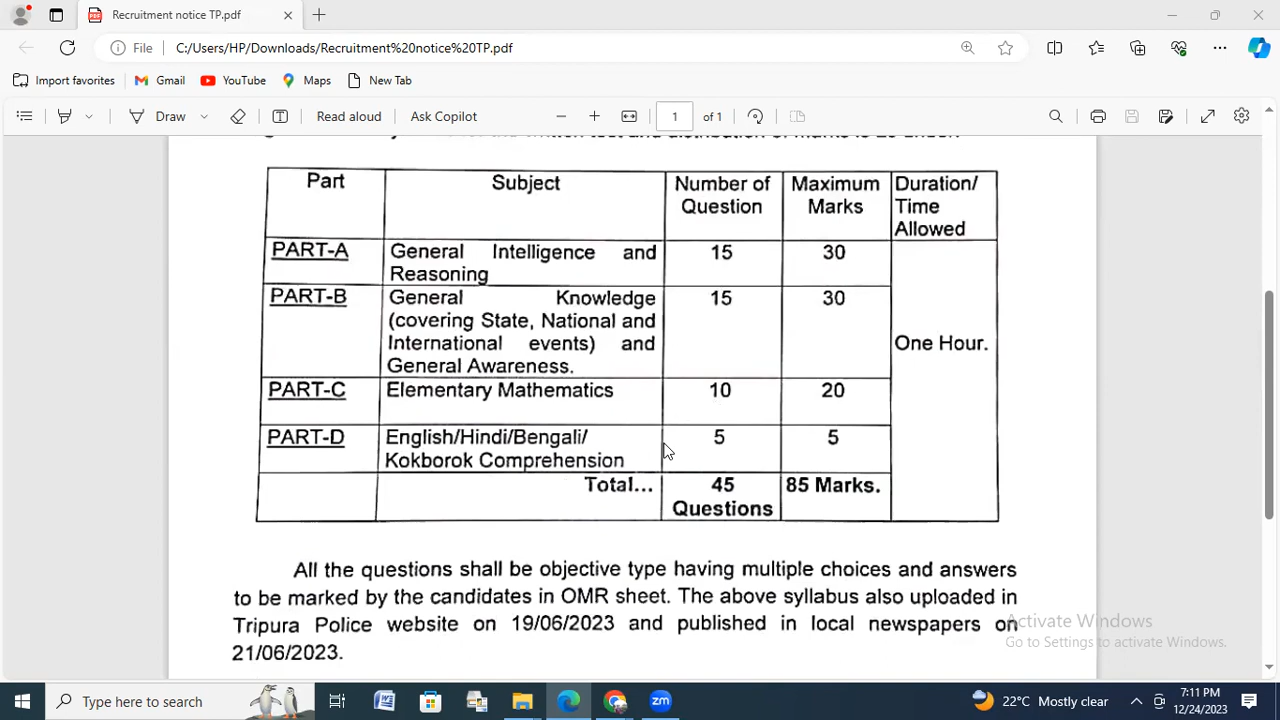 Recruitment notice TP.pdf
File
C:/Users/HP/Downloads/Recruitment%20notice%20TP.pdf
Import favorites
Gmail
YouTube
Maps
New Tab
Draw
Read aloud
Ask Copilot
1
of 1
Part
Subject
Number of
Question
Maximum
Marks
Duration/
Time
Allowed
PART-A
General Intelligence and
Reasoning
15
30
PART-B
General Knowledge
(covering State, National and
International events) and
General Awareness.
15
30
One Hour.
PART-C
Elementary Mathematics
10
20
PART-D
English/Hindi/Bengali/
Kokborok Comprehension
5
5
Total...
45
Questions
85 Marks.
All the questions shall be objective type having multiple choices and answers
to be marked by the candidates in OMR sheet. The above syllabus also uploaded in
Tripura Police website on 19/06/2023 and published in local newspapers on
21/06/2023.
Activate Windows
Go to Settings to activate Windows.
Type here to search
zm
22°C Mostly clear
7:11 PM
12/24/2023